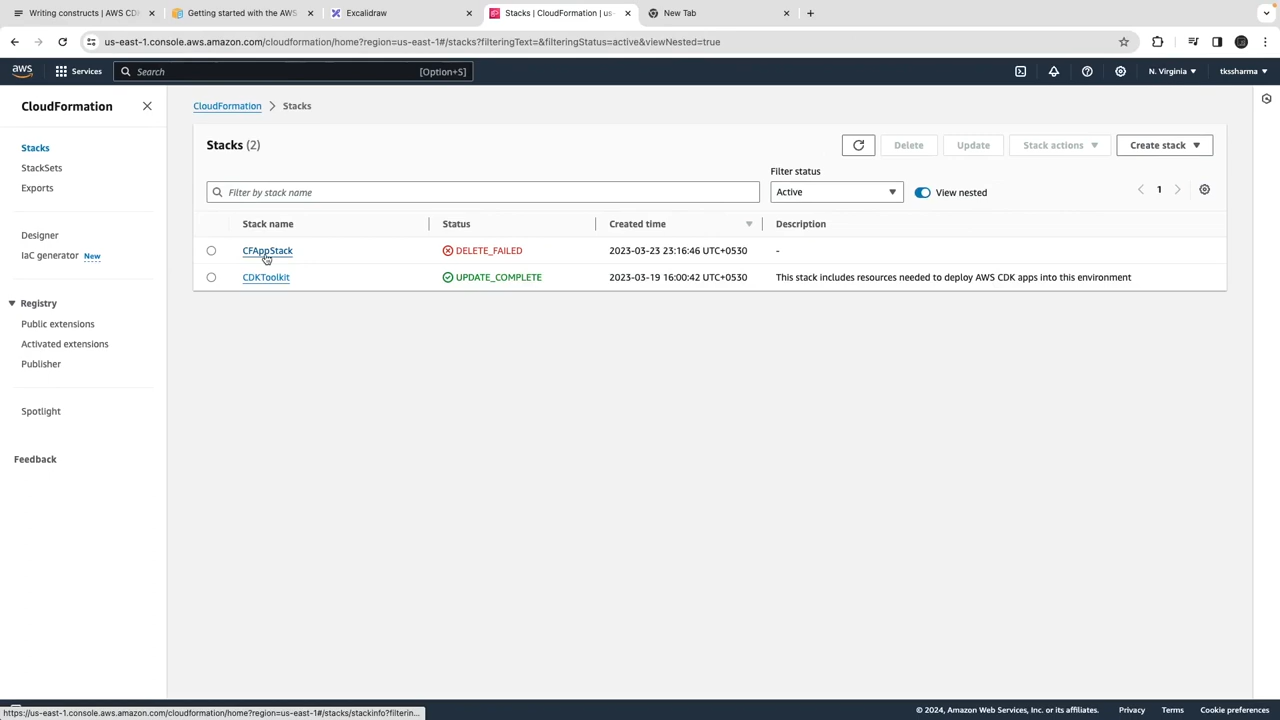 Writing constructs | AWS CD
Getting started with the AWS
Excalidraw
Stacks | CloudFormation | us-
New Tab
us-east-1.console.aws.amazon.com/cloudformation/home?region=us-east-1#/stacks?filteringText=&filteringStatus=active&viewNested=true
aws
Services
Search
[Option+S]
N. Virginia
tkssharma
CloudFormation
CloudFormation
Stacks
Stacks
StackSets
Exports
Designer
IaC generator New
Registry
Public extensions
Activated extensions
Publisher
Spotlight
Feedback
Stacks (2)
Delete
Update
Stack actions
Create stack
Filter by stack name
Filter status
Active
View nested
1
Stack name
Status
Created time
Description
CFAppStack
DELETE_FAILED
2023-03-23 23:16:46 UTC+0530
-
CDKToolkit
UPDATE_COMPLETE
2023-03-19 16:00:42 UTC+0530
This stack includes resources needed to deploy AWS CDK apps into this environment
https://us-east-1.console.aws.amazon.com/cloudformation/home?region=us-east-1#/stacks/stackinfo?filterin...
© 2024, Amazon Web Services, Inc. or its affiliates.
Privacy
Terms
Cookie preferences